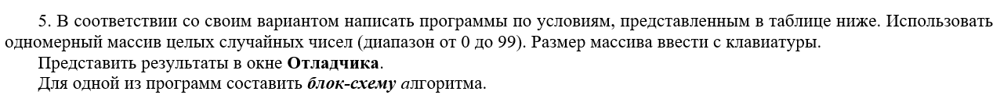 5. В соответствии со своим вариантом написать программы по условиям, представленным в таблице ниже. Использовать
одномерный массив целых случайных чисел (диапазон от 0 до 99). Размер массива ввести с клавиатуры.
Представить результаты в окне Отладчика.
Для одной из программ составить блок-схему алгоритма.